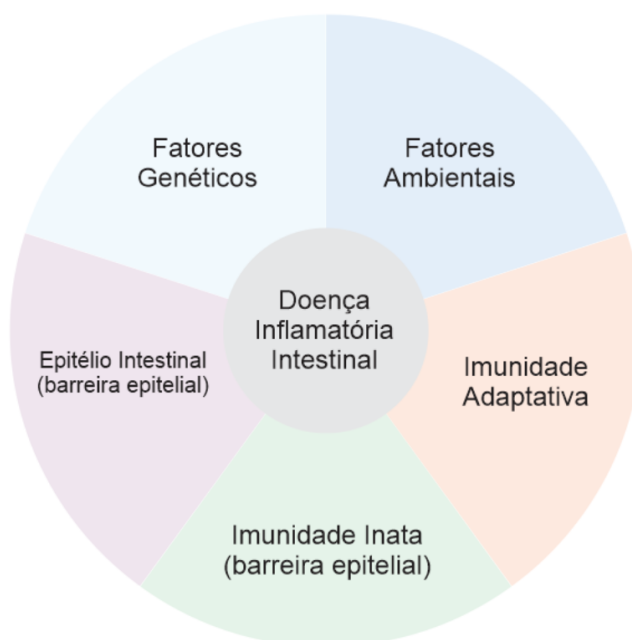 Fatores
Genéticos
Fatores
Ambientais
Doença
Inflamatória
Intestinal
Epitélio Intestinal
(barreira epitelial)
Imunidade
Adaptativa
Imunidade Inata
(barreira epitelial)